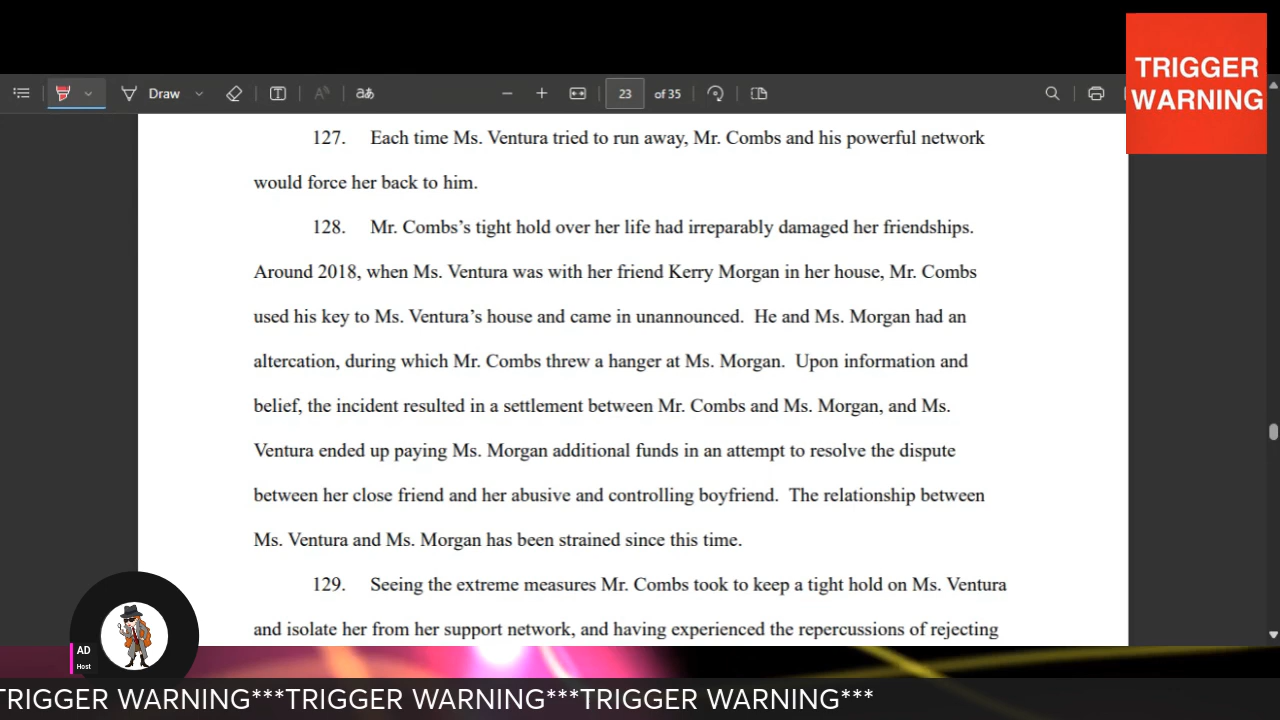 TRIGGER
WARNING
Draw
23 of 35
127. Each time Ms. Ventura tried to run away, Mr. Combs and his powerful network
would force her back to him.
128. Mr. Combs’s tight hold over her life had irreparably damaged her friendships.
Around 2018, when Ms. Ventura was with her friend Kerry Morgan in her house, Mr. Combs
used his key to Ms. Ventura’s house and came in unannounced. He and Ms. Morgan had an
altercation, during which Mr. Combs threw a hanger at Ms. Morgan. Upon information and
belief, the incident resulted in a settlement between Mr. Combs and Ms. Morgan, and Ms.
Ventura ended up paying Ms. Morgan additional funds in an attempt to resolve the dispute
between her close friend and her abusive and controlling boyfriend. The relationship between
Ms. Ventura and Ms. Morgan has been strained since this time.
129. Seeing the extreme measures Mr. Combs took to keep a tight hold on Ms. Ventura
and isolate her from her support network, and having experienced the repercussions of rejecting
AD
Host
TRIGGER WARNING***TRIGGER WARNING***TRIGGER WARNING***